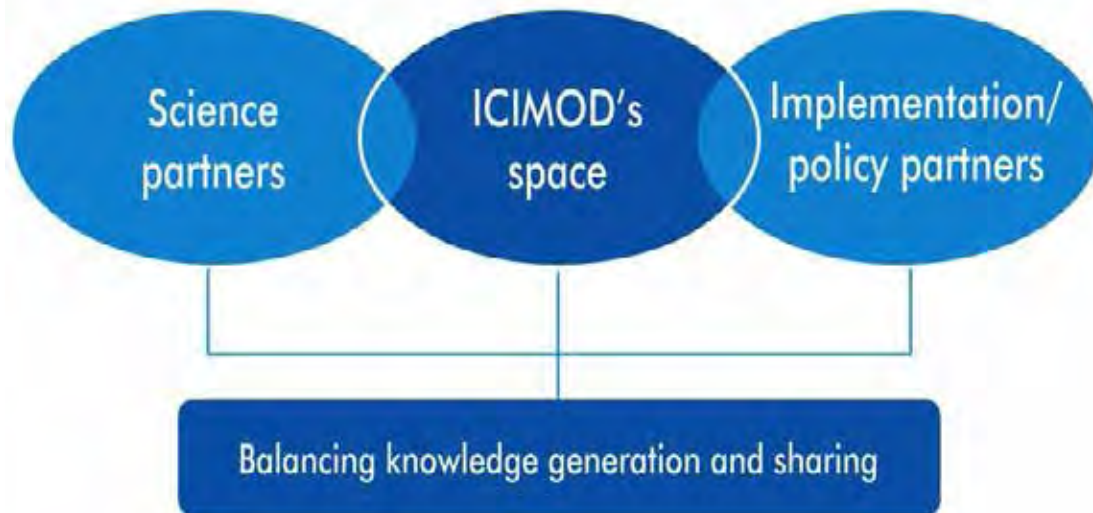 Science
partners
ICIMOD's
space
Implementation/
policy partners
Balancing knowledge generation and sharing